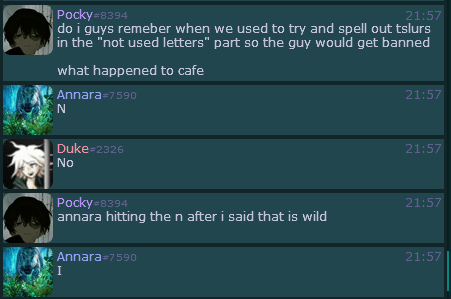 Pocky#8394 21:57
do i guys remeber when we used to try and spell out tslurs
in the "not used letters" part so the guy would get banned
what happened to cafe
Annara#7590 21:57
N
Duke#2326 21:57
No
Pocky#8394 21:57
annara hitting the n after i said that is wild
Annara#7590 21:57
I